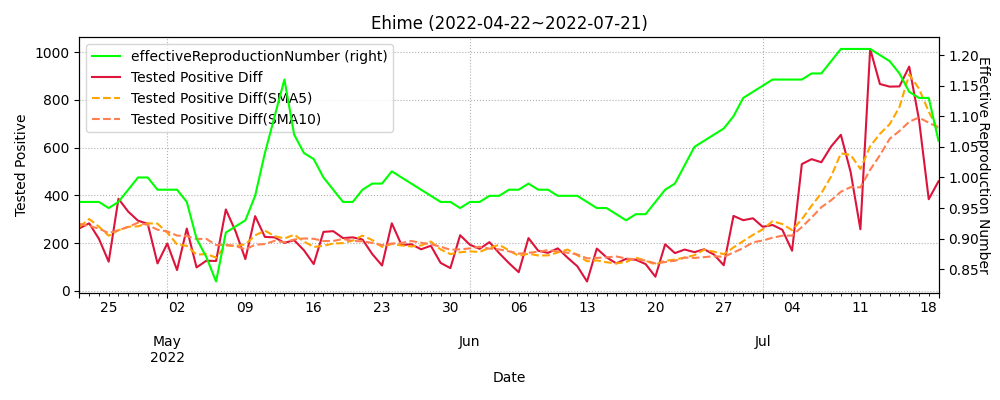 Ehime (2022-04-22~2022-07-21)
effectiveReproductionNumber (right)
Tested Positive Diff
Tested Positive Diff(SMA5)
Tested Positive Diff(SMA10)
Tested Positive
1000
800
600
400
200
0
1.20
1.15
1.10
1.05
1.00
0.95
0.90
0.85
Effective Reproduction Number
25 02 09 16 23 30 06 13 20 27 04 11 18
May Jun Jul
2022
Date